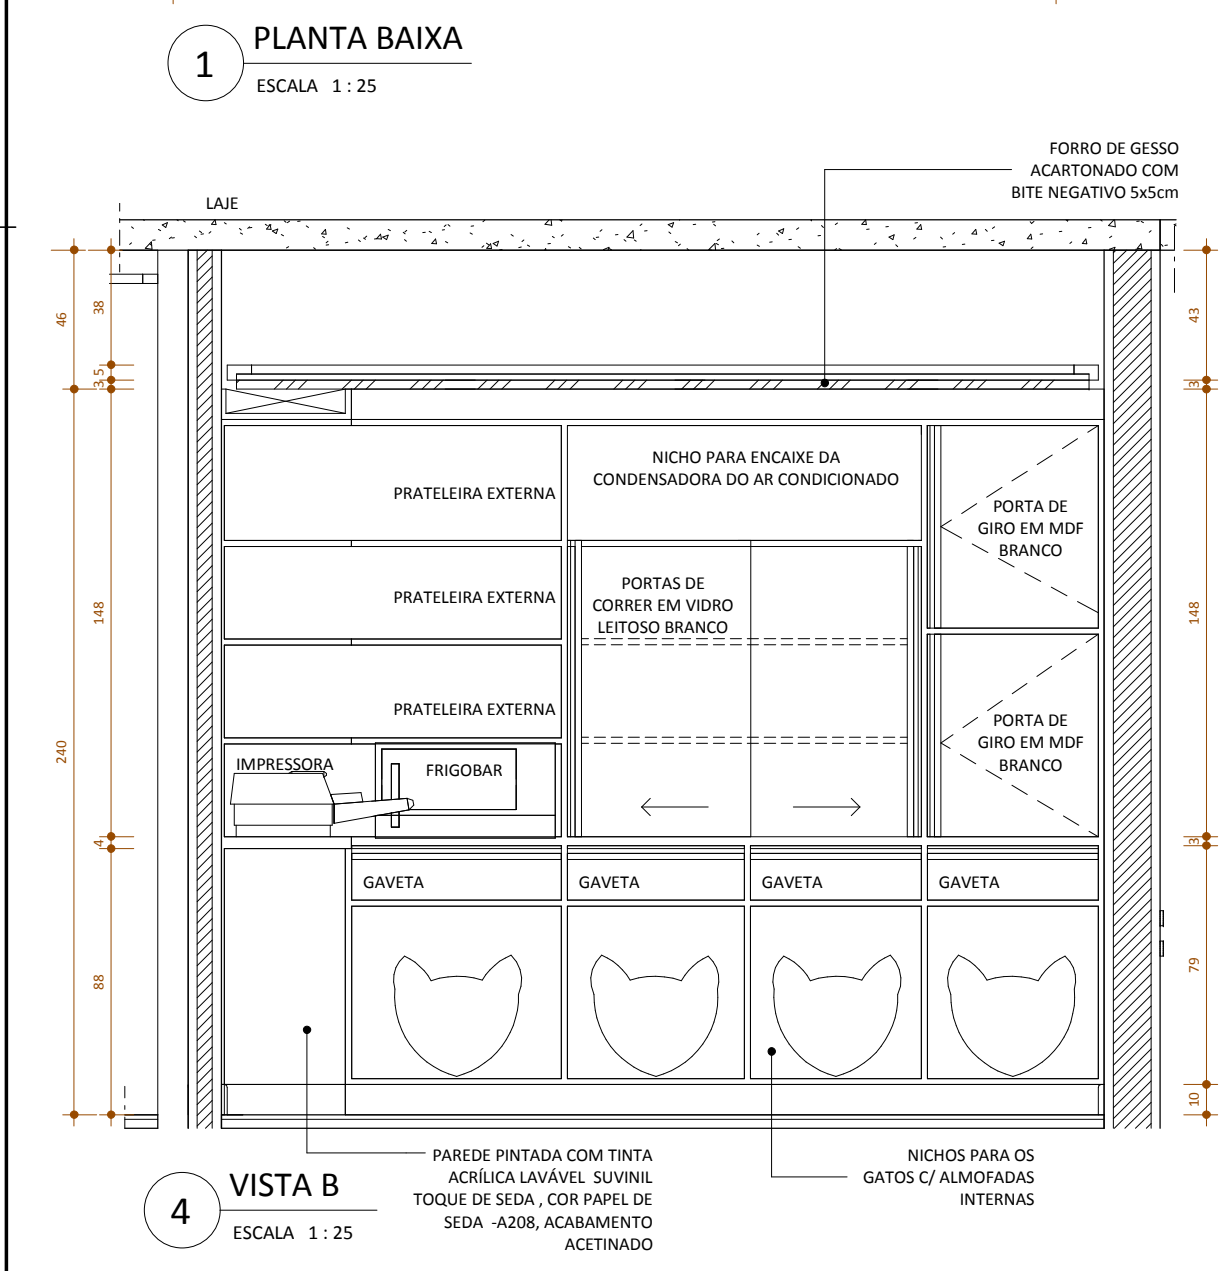 1
PLANTA BAIXA
ESCALA 1 : 25
FORRO DE GESSO
ACARTONADO COM
BITE NEGATIVO 5x5cm
LAJE
46
38
5
3
43
3
NICHO PARA ENCAIXE DA
CONDENSADORA DO AR CONDICIONADO
PRATELEIRA EXTERNA
PORTA DE
GIRO EM MDF
BRANCO
PORTAS DE
CORRER EM VIDRO
LEITOSO BRANCO
PRATELEIRA EXTERNA
148
148
PRATELEIRA EXTERNA
PORTA DE
GIRO EM MDF
BRANCO
240
IMPRESSORA
FRIGOBAR
4
3
GAVETA
GAVETA
GAVETA
GAVETA
88
79
10
PAREDE PINTADA COM TINTA
ACRÍLICA LAVÁVEL SUVINIL
TOQUE DE SEDA , COR PAPEL DE
SEDA -A208, ACABAMENTO
ACETINADO
NICHOS PARA OS
GATOS C/ ALMOFADAS
INTERNAS
4
VISTA B
ESCALA 1 : 25